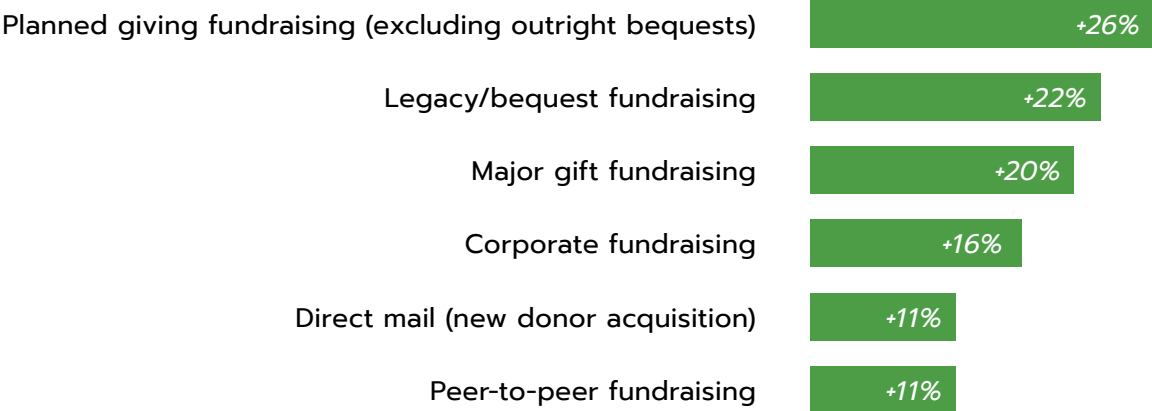 Planned giving fundraising (excluding outright bequests) +26%
Legacy/bequest fundraising +22%
Major gift fundraising +20%
Corporate fundraising +16%
Direct mail (new donor acquisition) +11%
Peer-to-peer fundraising +11%